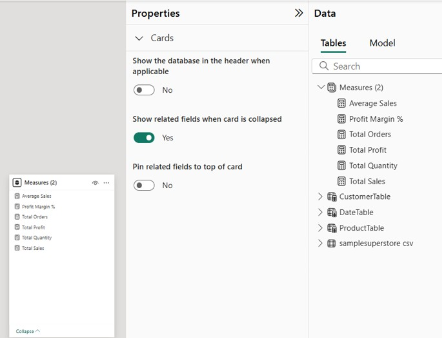 Properties
Cards
Show the database in the header when
applicable
No
Show related fields when card is collapsed
Yes
Pin related fields to top of card
No
Data
Tables Model
Search
Measures (2)
Average Sales
Profit Margin %
Total Orders
Total Profit
Total Quantity
Total Sales
CustomerTable
DateTable
ProductTable
samplesuperstore csv
Measures (2)
Average Sales
Profit Margin %
Total Orders
Total Profit
Total Quantity
Total Sales
Collapse